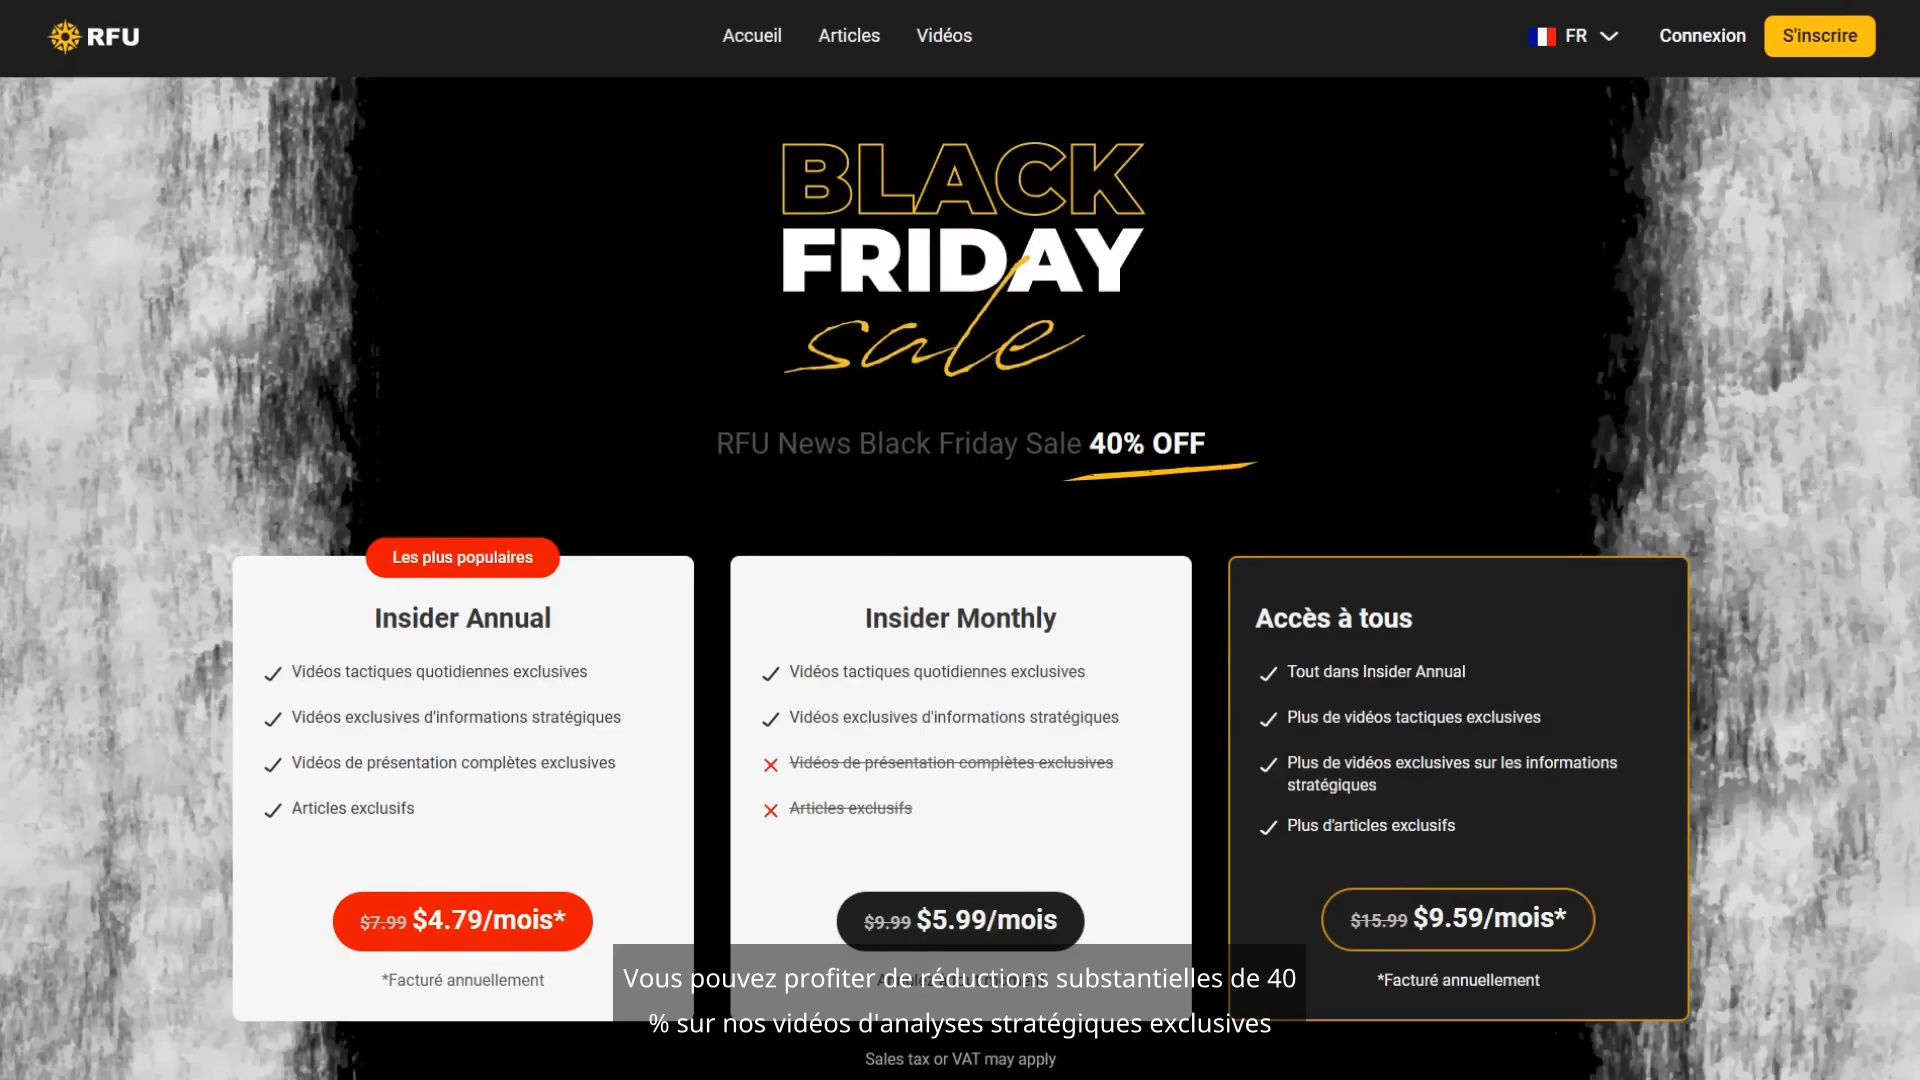 RFU
Accueil
Articles
Vidéos
FR
Connexion
S'inscrire
BLACK
FRIDAY
sale
RFU News Black Friday Sale 40% OFF
Les plus populaires
Insider Annual
Vidéos tactiques quotidiennes exclusives
Vidéos exclusives d'informations stratégiques
Vidéos de présentation complètes exclusives
Articles exclusifs
$7.99 $4.79/mois*
*Facturé annuellement
Insider Monthly
Vidéos tactiques quotidiennes exclusives
Vidéos exclusives d'informations stratégiques
Vidéos de présentation complètes exclusives
Articles exclusifs
$9.99 $5.99/mois
Accès à tous
Tout dans Insider Annual
Plus de vidéos tactiques exclusives
Plus de vidéos exclusives sur les informations
stratégiques
Plus d'articles exclusifs
$15.99 $9.59/mois*
*Facturé annuellement
Vous pouvez profiter de réductions substantielles de 40
% sur nos vidéos d'analyses stratégiques exclusives
Sales tax or VAT may apply